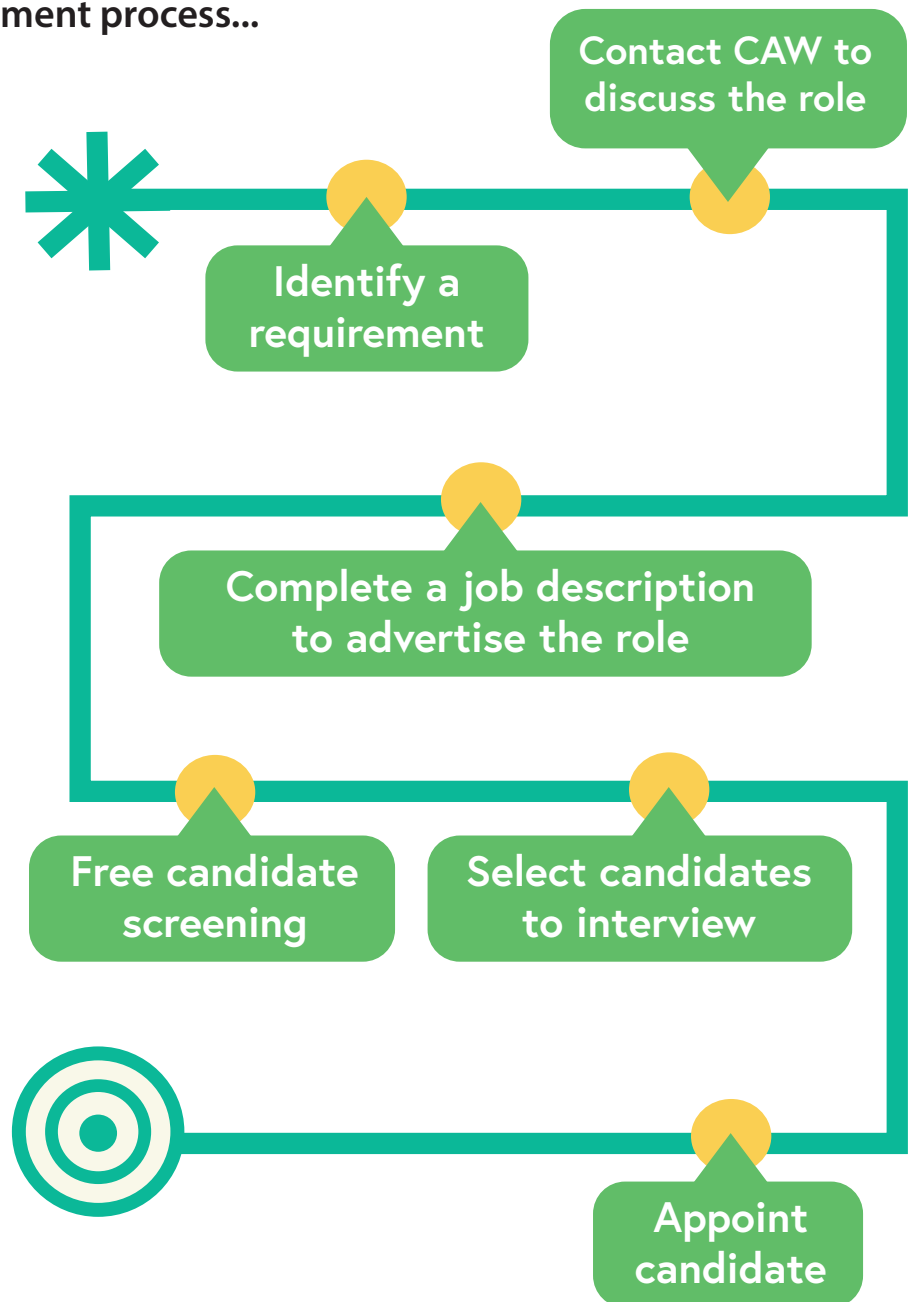 ment process...
Contact CAW to
discuss the role
Identify a
requirement
Complete a job description
to advertise the role
Free candidate
screening
Select candidates
to interview
Appoint
candidate